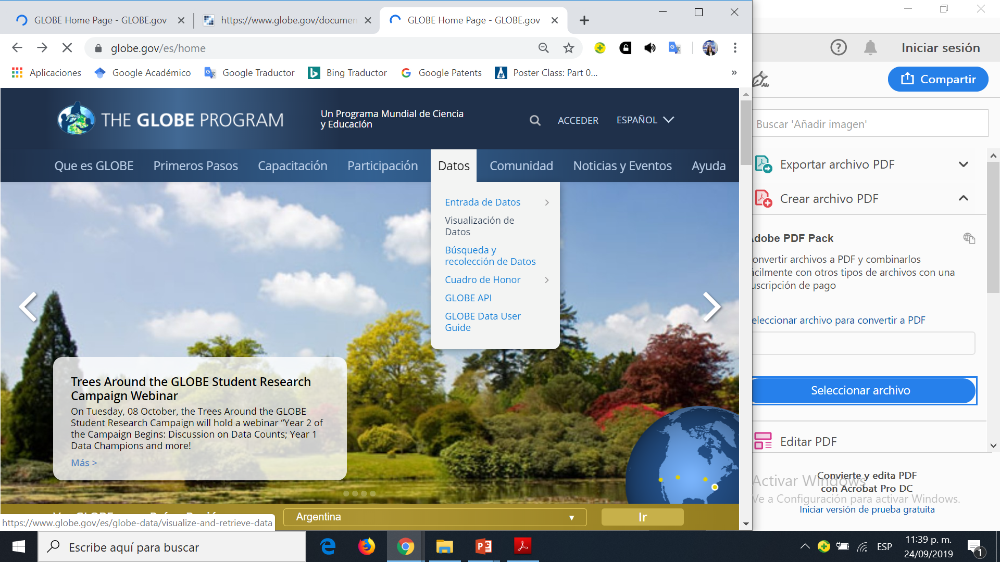 GLOBE Home Page - GLOBE.gov
https://www.globe.gov/documen
GLOBE Home Page - GLOBE.gov
globe.gov/es/home
Aplicaciones
Google Académico
Google Traductor
Bing Traductor
Google Patents
Poster Class: Part 0...
»
THE GLOBE PROGRAM
Un Programa Mundial de Ciencia
y Educación
ACCEDER
ESPAÑOL
Que es GLOBE
Primeros Pasos
Capacitación
Participación
Datos
Comunidad
Noticias y Eventos
Ayuda
Entrada de Datos
Visualización de
Datos
Búsqueda y
recolección de Datos
Cuadro de Honor
GLOBE API
GLOBE Data User
Guide
Trees Around the GLOBE Student Research
Campaign Webinar
On Tuesday, 08 October, the Trees Around the GLOBE
Student Research Campaign will hold a webinar “Year 2 of
the Campaign Begins: Discussion on Data Counts; Year 1
Data Champions and more!
Más >
Argentina
Ir
https://www.globe.gov/es/globe-data/visualize-and-retrieve-data
Iniciar sesión
Compartir
Buscar 'Añadir imagen'
Exportar archivo PDF
Crear archivo PDF
dobe PDF Pack
onvertir archivos a PDF y combinarlos
ácilmente con otros tipos de archivos con una
uscripción de pago
eleccionar archivo para convertir a PDF
Seleccionar archivo
Editar PDF
Convierte y edita PDF
con Acrobat Pro DC
Iniciar versión de prueba gratuita
Activar Windows
Ve a Configuración para activar Windows.
Escribe aquí para buscar
ESP
11:39 p. m.
24/09/2019
1